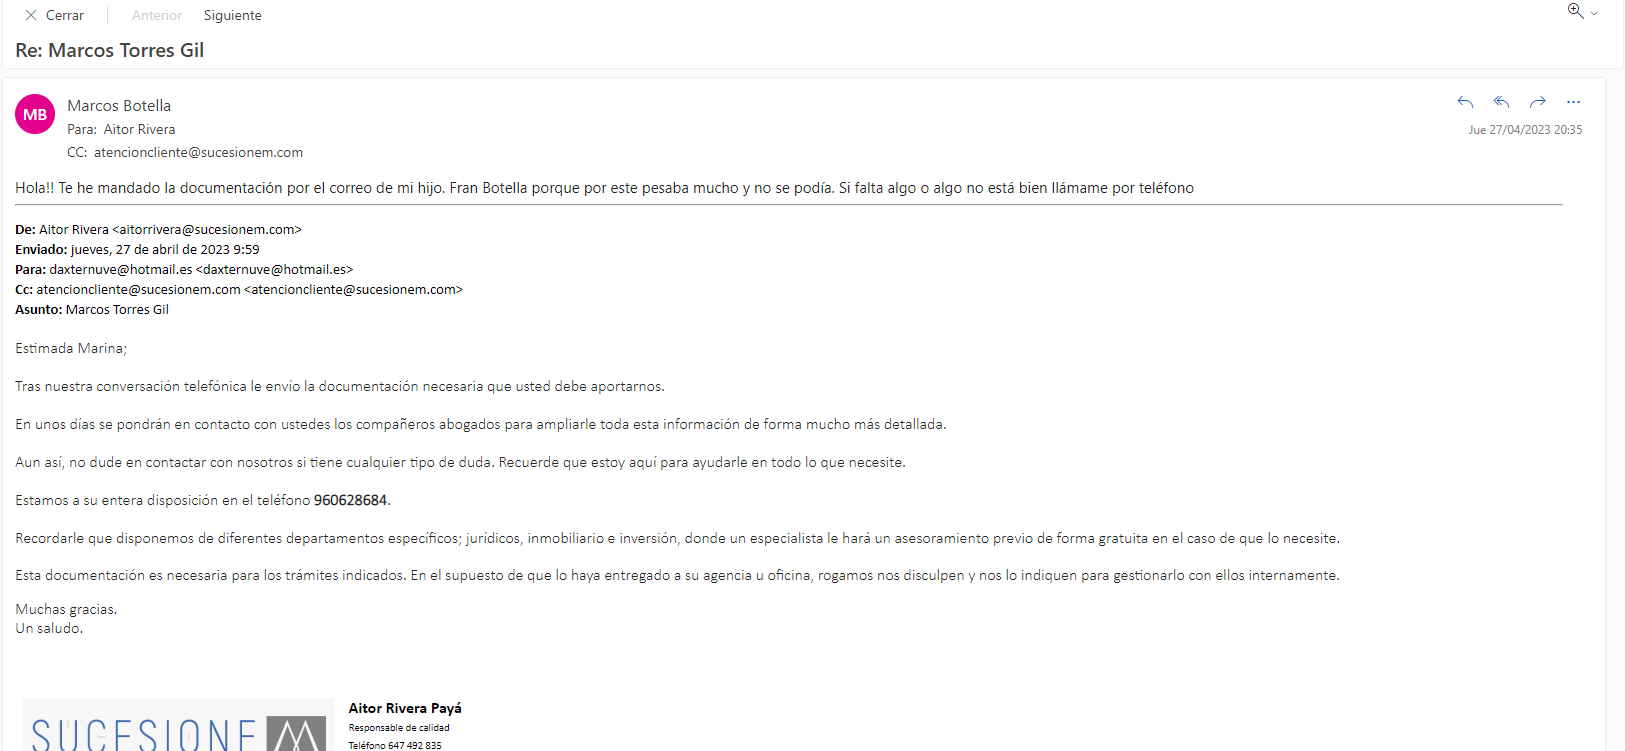 Cerrar Anterior Siguiente
Re: Marcos Torres Gil
MB
Marcos Botella
Para: Aitor Rivera
Jue 27/04/2023 20:35
CC: atencioncliente@sucesionem.com
Hola!! Te he mandado la documentación por el correo de mi hijo. Fran Botella porque por este pesaba mucho y no se podía. Si falta algo o algo no está bien llámame por teléfono
De: Aitor Rivera <aitorrivera@sucesionem.com>
Enviado: jueves, 27 de abril de 2023 9:59
Para: daxternuve@hotmail.es <daxternuve@hotmail.es>
Cc: atencioncliente@sucesionem.com <atencioncliente@sucesionem.com>
Asunto: Marcos Torres Gil
Estimada Marina;
Tras nuestra conversación telefónica le envío la documentación necesaria que usted debe aportarnos.
En unos días se pondrán en contacto con ustedes los compañeros abogados para ampliarle toda esta información de forma mucho más detallada.
Aun así, no dude en contactar con nosotros si tiene cualquier tipo de duda. Recuerde que estoy aquí para ayudarle en todo lo que necesite.
Estamos a su entera disposición en el teléfono 960628684.
Recordarle que disponemos de diferentes departamentos específicos; jurídicos, inmobiliario e inversión, donde un especialista le hará un asesoramiento previo de forma gratuita en el caso de que lo necesite.
Esta documentación es necesaria para los trámites indicados. En el supuesto de que lo haya entregado a su agencia u oficina, rogamos nos disculpen y nos lo indiquen para gestionarlo con ellos internamente.
Muchas gracias.
Un saludo.
SUCESIONE M
Aitor Rivera Payá
Responsable de calidad
Teléfono 647 492 835